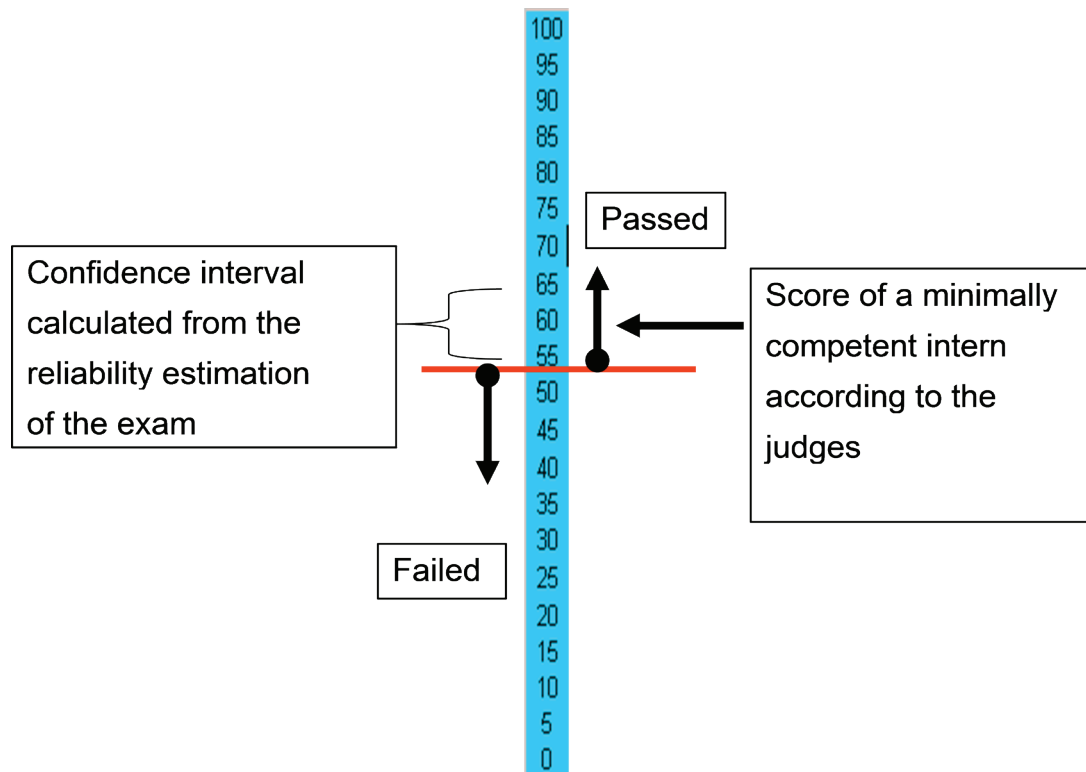 100
95
90
85
80
75
70
65
60
55
50
45
40
35
30
25
20
15
10
5
0
Passed
Confidence interval
calculated from the
reliability estimation
of the exam
Score of a minimally
competent intern
according to the
judges
Failed